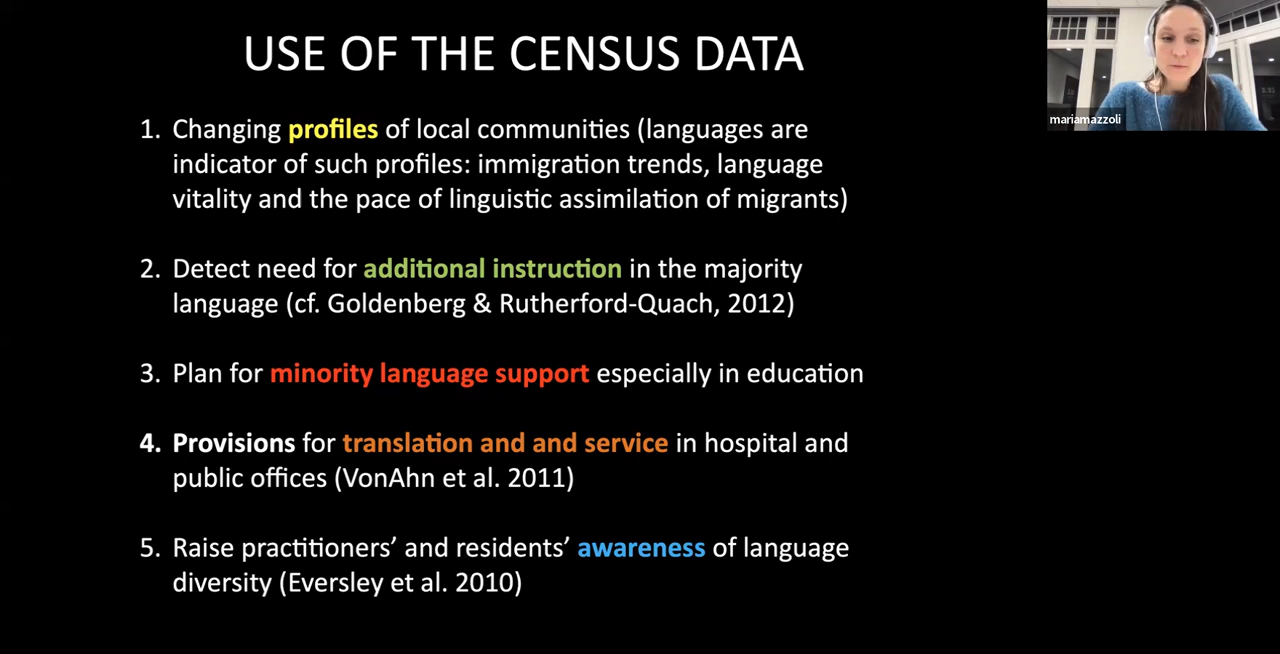 USE OF THE CENSUS DATA
mariamazzoli
1. Changing profiles of local communities (languages are
indicator of such profiles: immigration trends, language
vitality and the pace of linguistic assimilation of migrants)
2. Detect need for additional instruction in the majority
language (cf. Goldenberg & Rutherford-Quach, 2012)
3. Plan for minority language support especially in education
4. Provisions for translation and and service in hospital and
public offices (VonAhn et al. 2011)
5. Raise practitioners’ and residents’ awareness of language
diversity (Eversley et al. 2010)